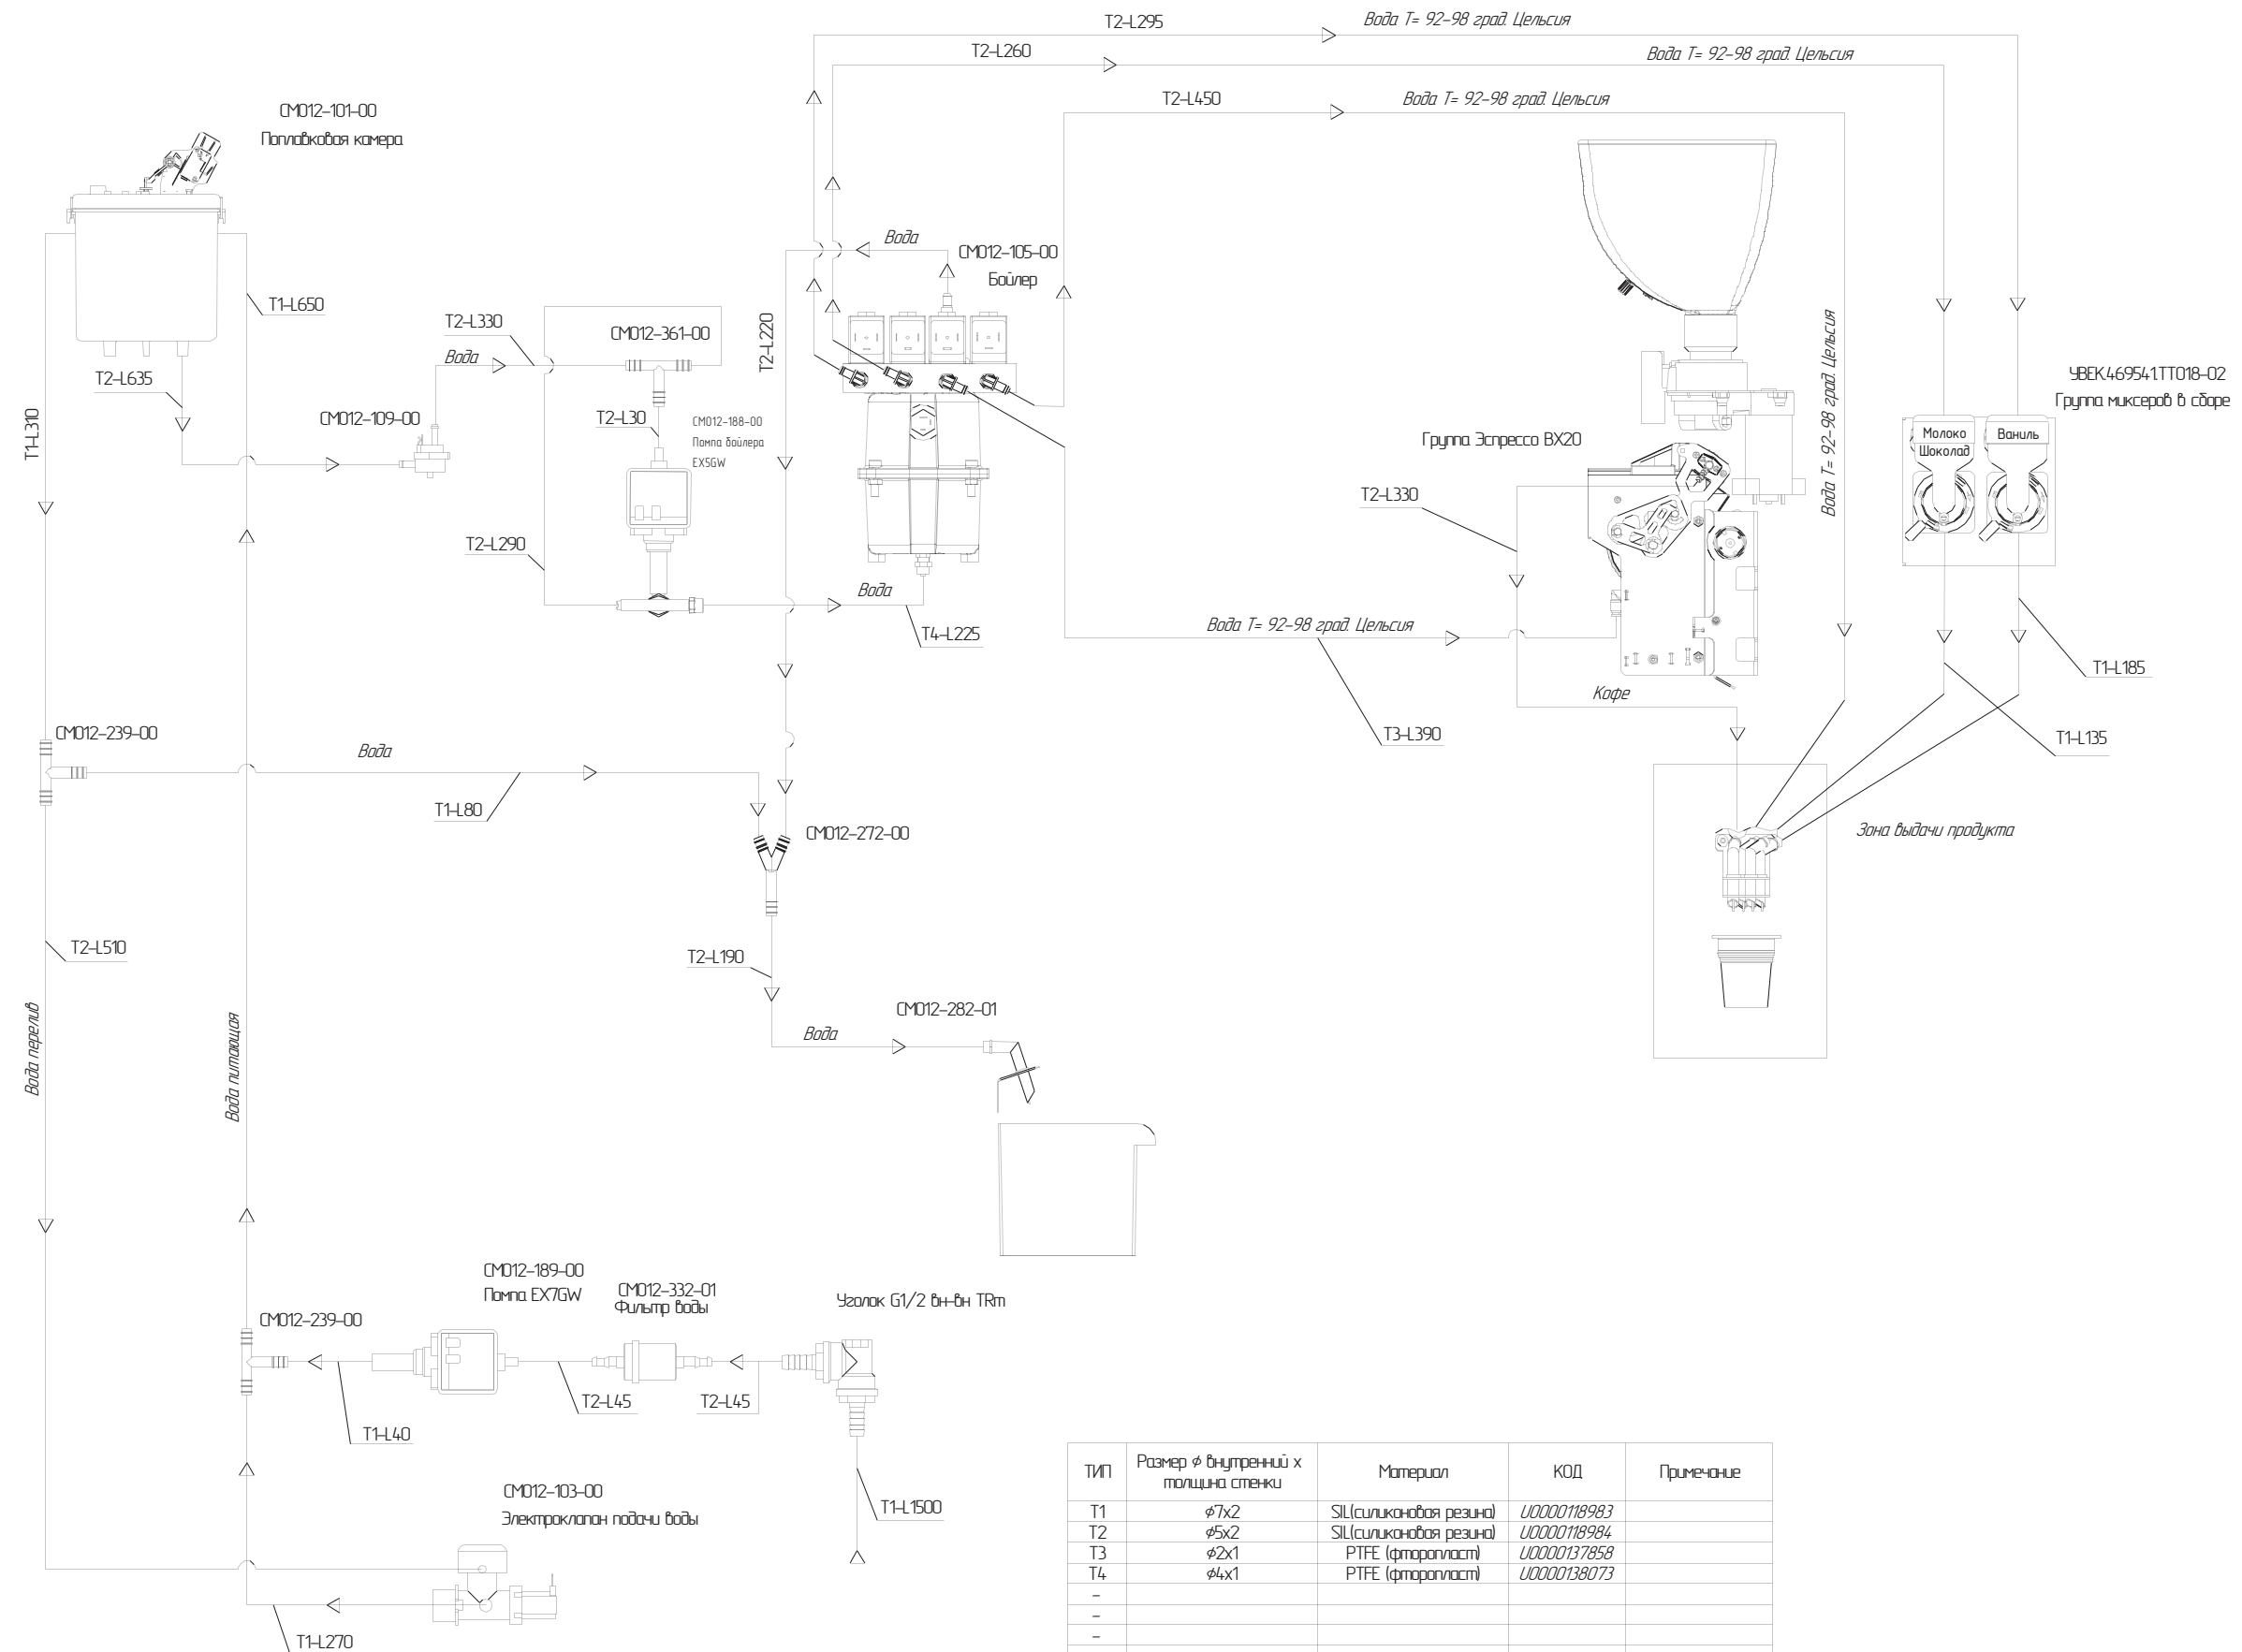 T2-L295
Вода T= 92-98 град. Цельсия
T2-L260
Вода T= 92-98 град. Цельсия
T2-L450
Вода T= 92-98 град. Цельсия
СМ012-101-00
Поплавковая камера
Вода
СМ012-105-00
Бойлер
T1-L650
T2-L330
СМ012-361-00
T2-L220
Вода
T2-L635
T1-L310
СМ012-109-00
T2-L30
СМ012-188-00
Помпа бойлера
EX5GW
Вода T= 92-98 град. Цельсия
УВЕК.469541.ТТ018-02
Группа миксеров в сборе
Молоко
Шоколад
Ваниль
Группа Эспрессо BX20
T2-L330
T2-L290
Вода
T4-L225
Вода T= 92-98 град. Цельсия
T1-L185
Кофе
T3-L390
T1-L135
СМ012-239-00
Вода
T1-L80
СМ012-272-00
Зона выдачи продукта
T2-L510
T2-L190
Вода перелив
Вода питающая
СМ012-282-01
Вода
СМ012-189-00
Помпа EX7GW
СМ012-332-01
Фильтр воды
Уголок G1/2 вн-вн TRm
СМ012-239-00
T2-L45
T2-L45
T1-L40
СМ012-103-00
Электроклапан подачи воды
T1-L1500
T1-L270
ТИП Размер ⌀ внутренний x толщина стенки Материал КОД Примечание
T1 ⌀7x2 SIL(силиконовая резина) U0000118983
T2 ⌀5x2 SIL(силиконовая резина) U0000118984
T3 ⌀2x1 PTFE (фторопласт) U0000137858
T4 ⌀4x1 PTFE (фторопласт) U0000138073
-
-
-